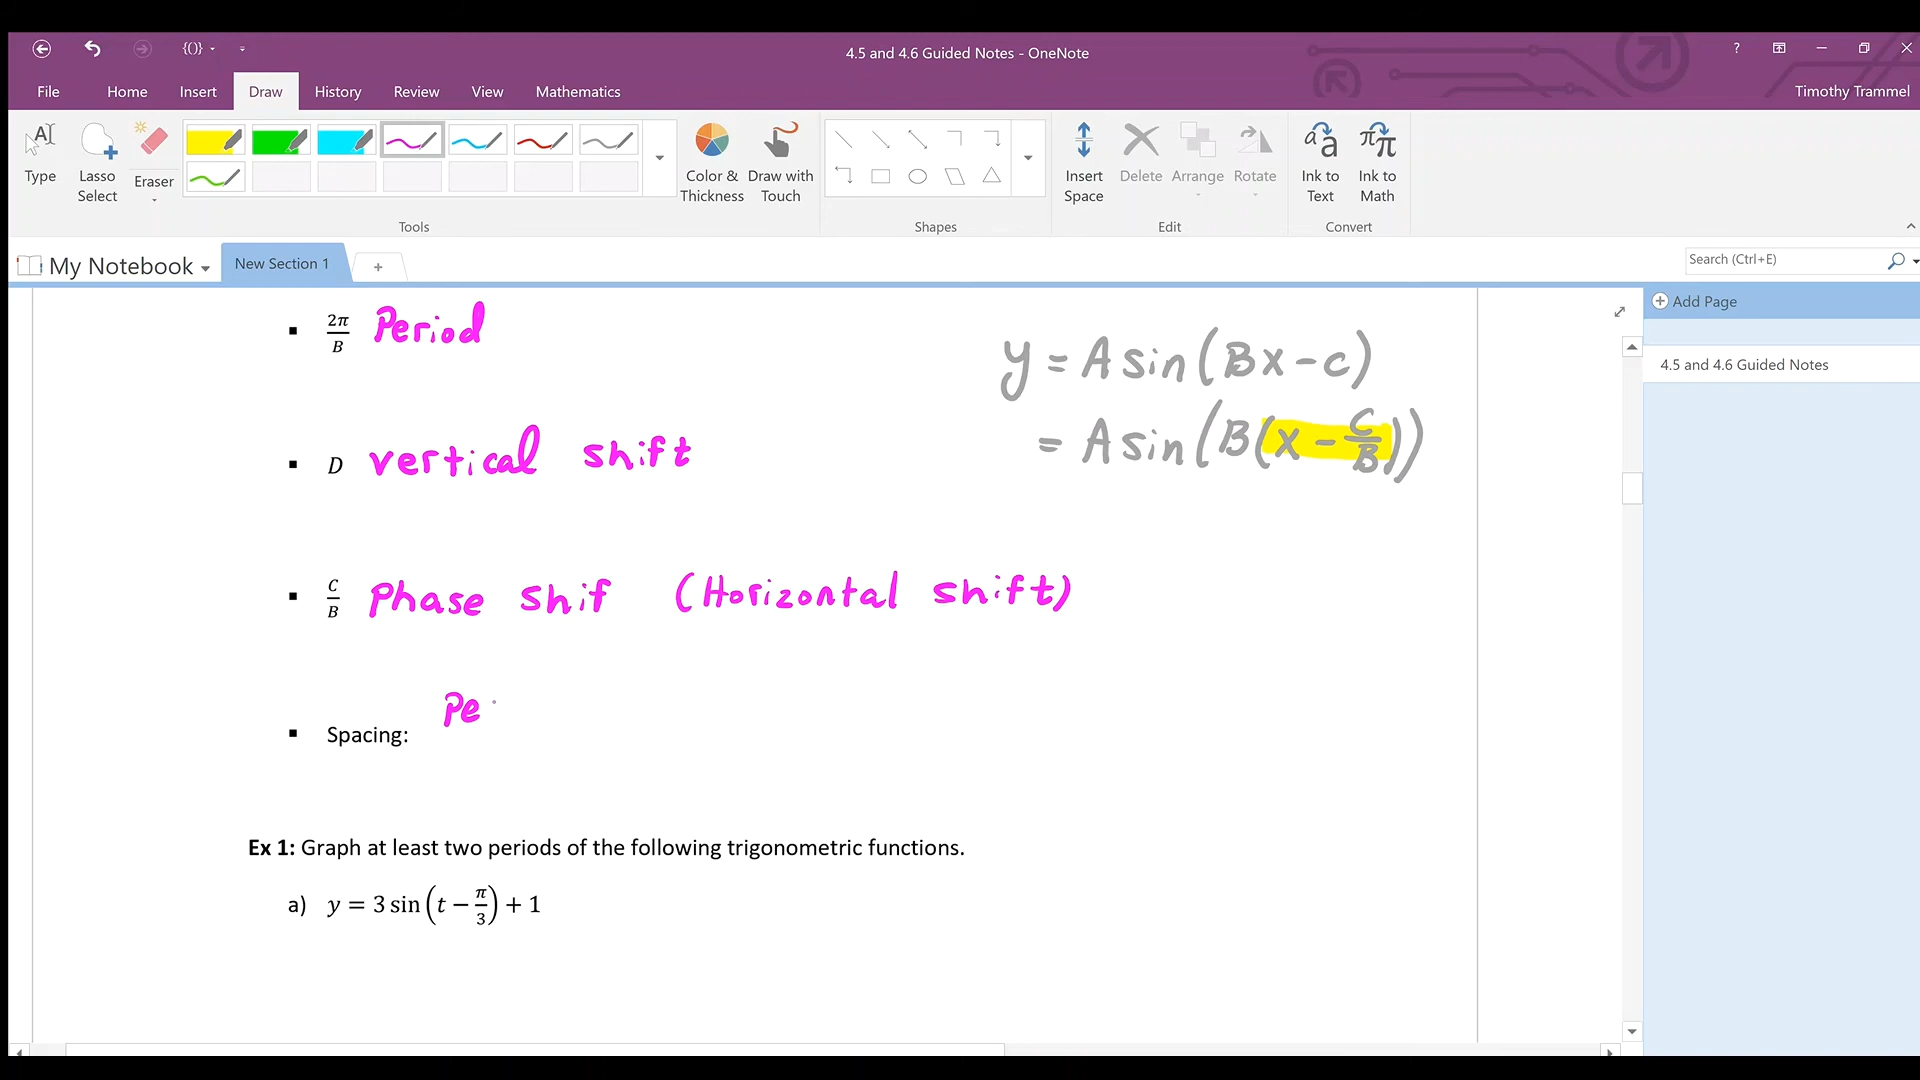 {()}
4.5 and 4.6 Guided Notes - OneNote
?
File Home Insert Draw History Review View Mathematics
Timothy Trammel
Type
Lasso Select
Eraser
Color & Thickness
Draw with Touch
Insert Space
Delete
Arrange
Rotate
Ink to Text
Ink to Math
Tools
Shapes
Edit
Convert
My Notebook
New Section 1
+
Search (Ctrl+E)
Add Page
4.5 and 4.6 Guided Notes
▪ 2π/B Period
y = A sin(Bx - c)
= A sin(B(x - C/B))
▪ D vertical shift
▪ C/B Phase shif (Horizontal shift)
Pe
▪ Spacing:
Ex 1: Graph at least two periods of the following trigonometric functions.
a) y = 3 sin(t − π/3) + 1